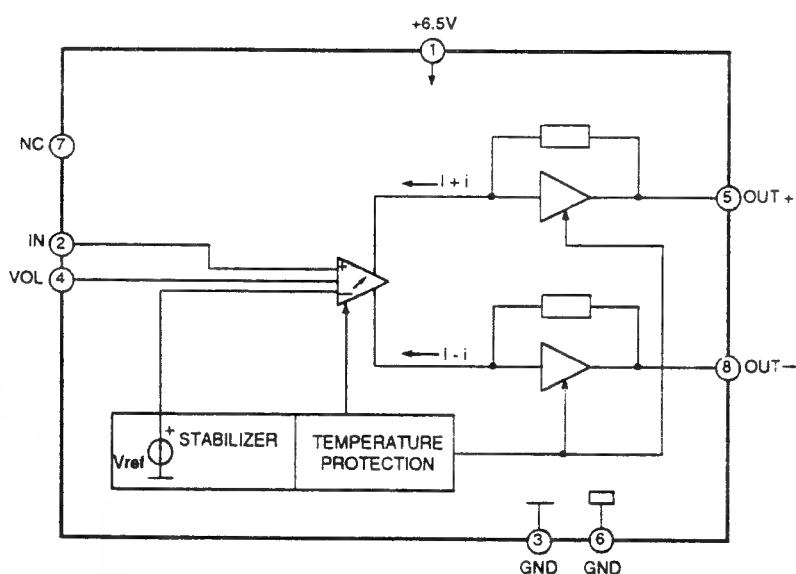 +6.5V
1
NC 7
I + i
5 OUT +
IN 2
VOL 4
+
−
I - i
8 OUT −
+ STABILIZER
Vref
TEMPERATURE
PROTECTION
3 6
GND GND